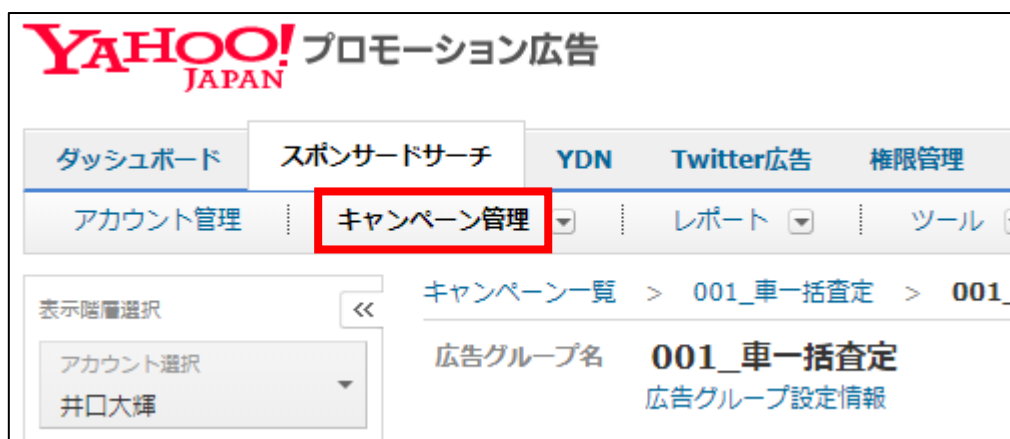 YAHOO! JAPAN プロモーション広告
ダッシュボード スポンサードサーチ YDN Twitter広告 権限管理
アカウント管理 キャンペーン管理 レポート ツール
表示階層選択 «
キャンペーン一覧 > 001_車一括査定 > 001_
アカウント選択
井口大輝
広告グループ名 001_車一括査定
広告グループ設定情報